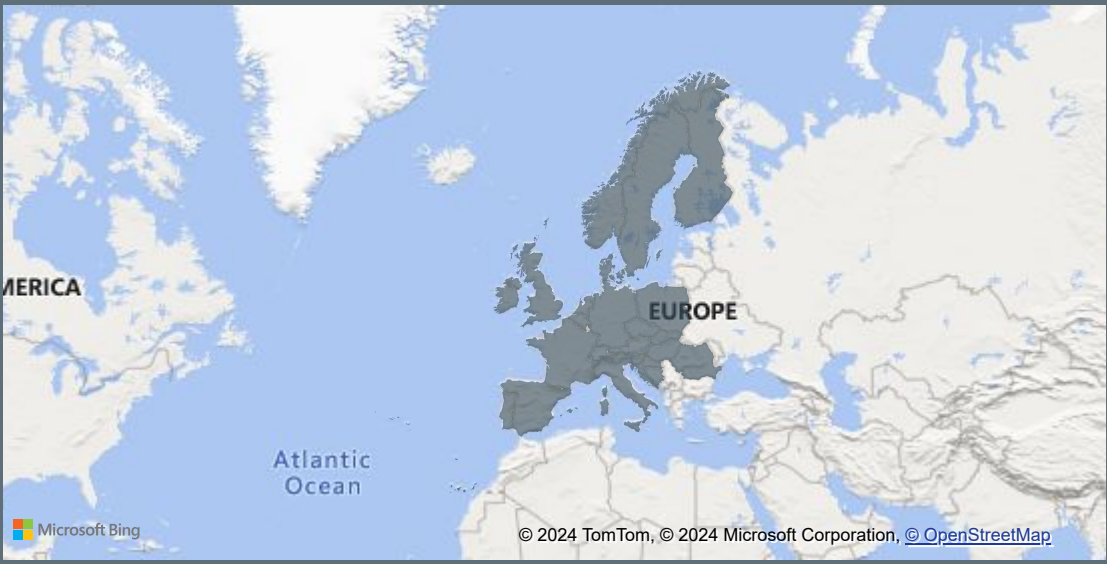 MERICA
EUROPE
Atlantic
Ocean
Microsoft Bing
© 2024 TomTom, © 2024 Microsoft Corporation, © OpenStreetMap